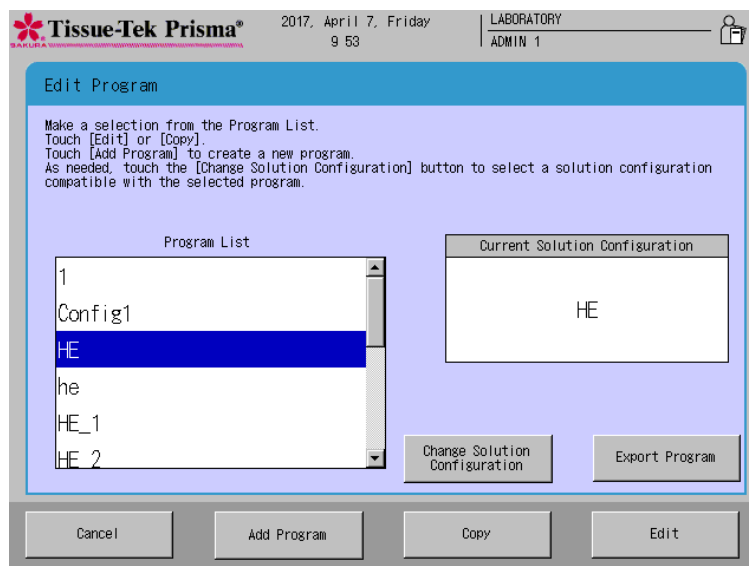 Tissue-Tek Prisma®
SAKURA
2017, April 7, Friday
9 53
LABORATORY
ADMIN 1
Edit Program
Make a selection from the Program List.
Touch [Edit] or [Copy].
Touch [Add Program] to create a new program.
As needed, touch the [Change Solution Configuration] button to select a solution configuration
compatible with the selected program.
Program List
1
Config1
HE
he
HE_1
HE_2
Current Solution Configuration
HE
Change Solution
Configuration
Export Program
Cancel
Add Program
Copy
Edit